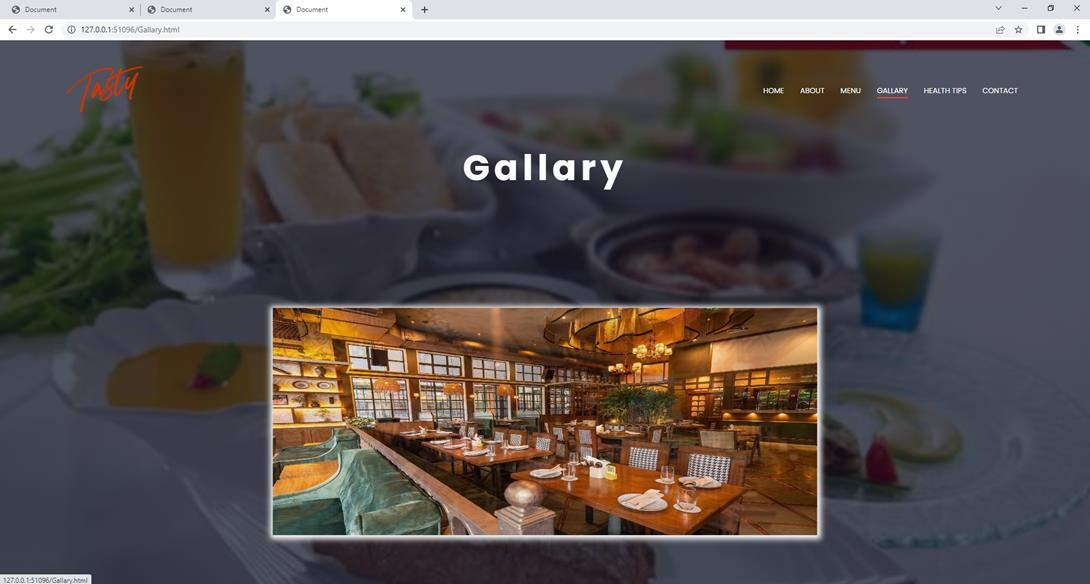 Document
Document
Document
127.0.0.1:51096/Gallary.html
Tasty
HOME ABOUT MENU GALLARY HEALTH TIPS CONTACT
Gallary
127.0.0.1:51096/Gallary.html